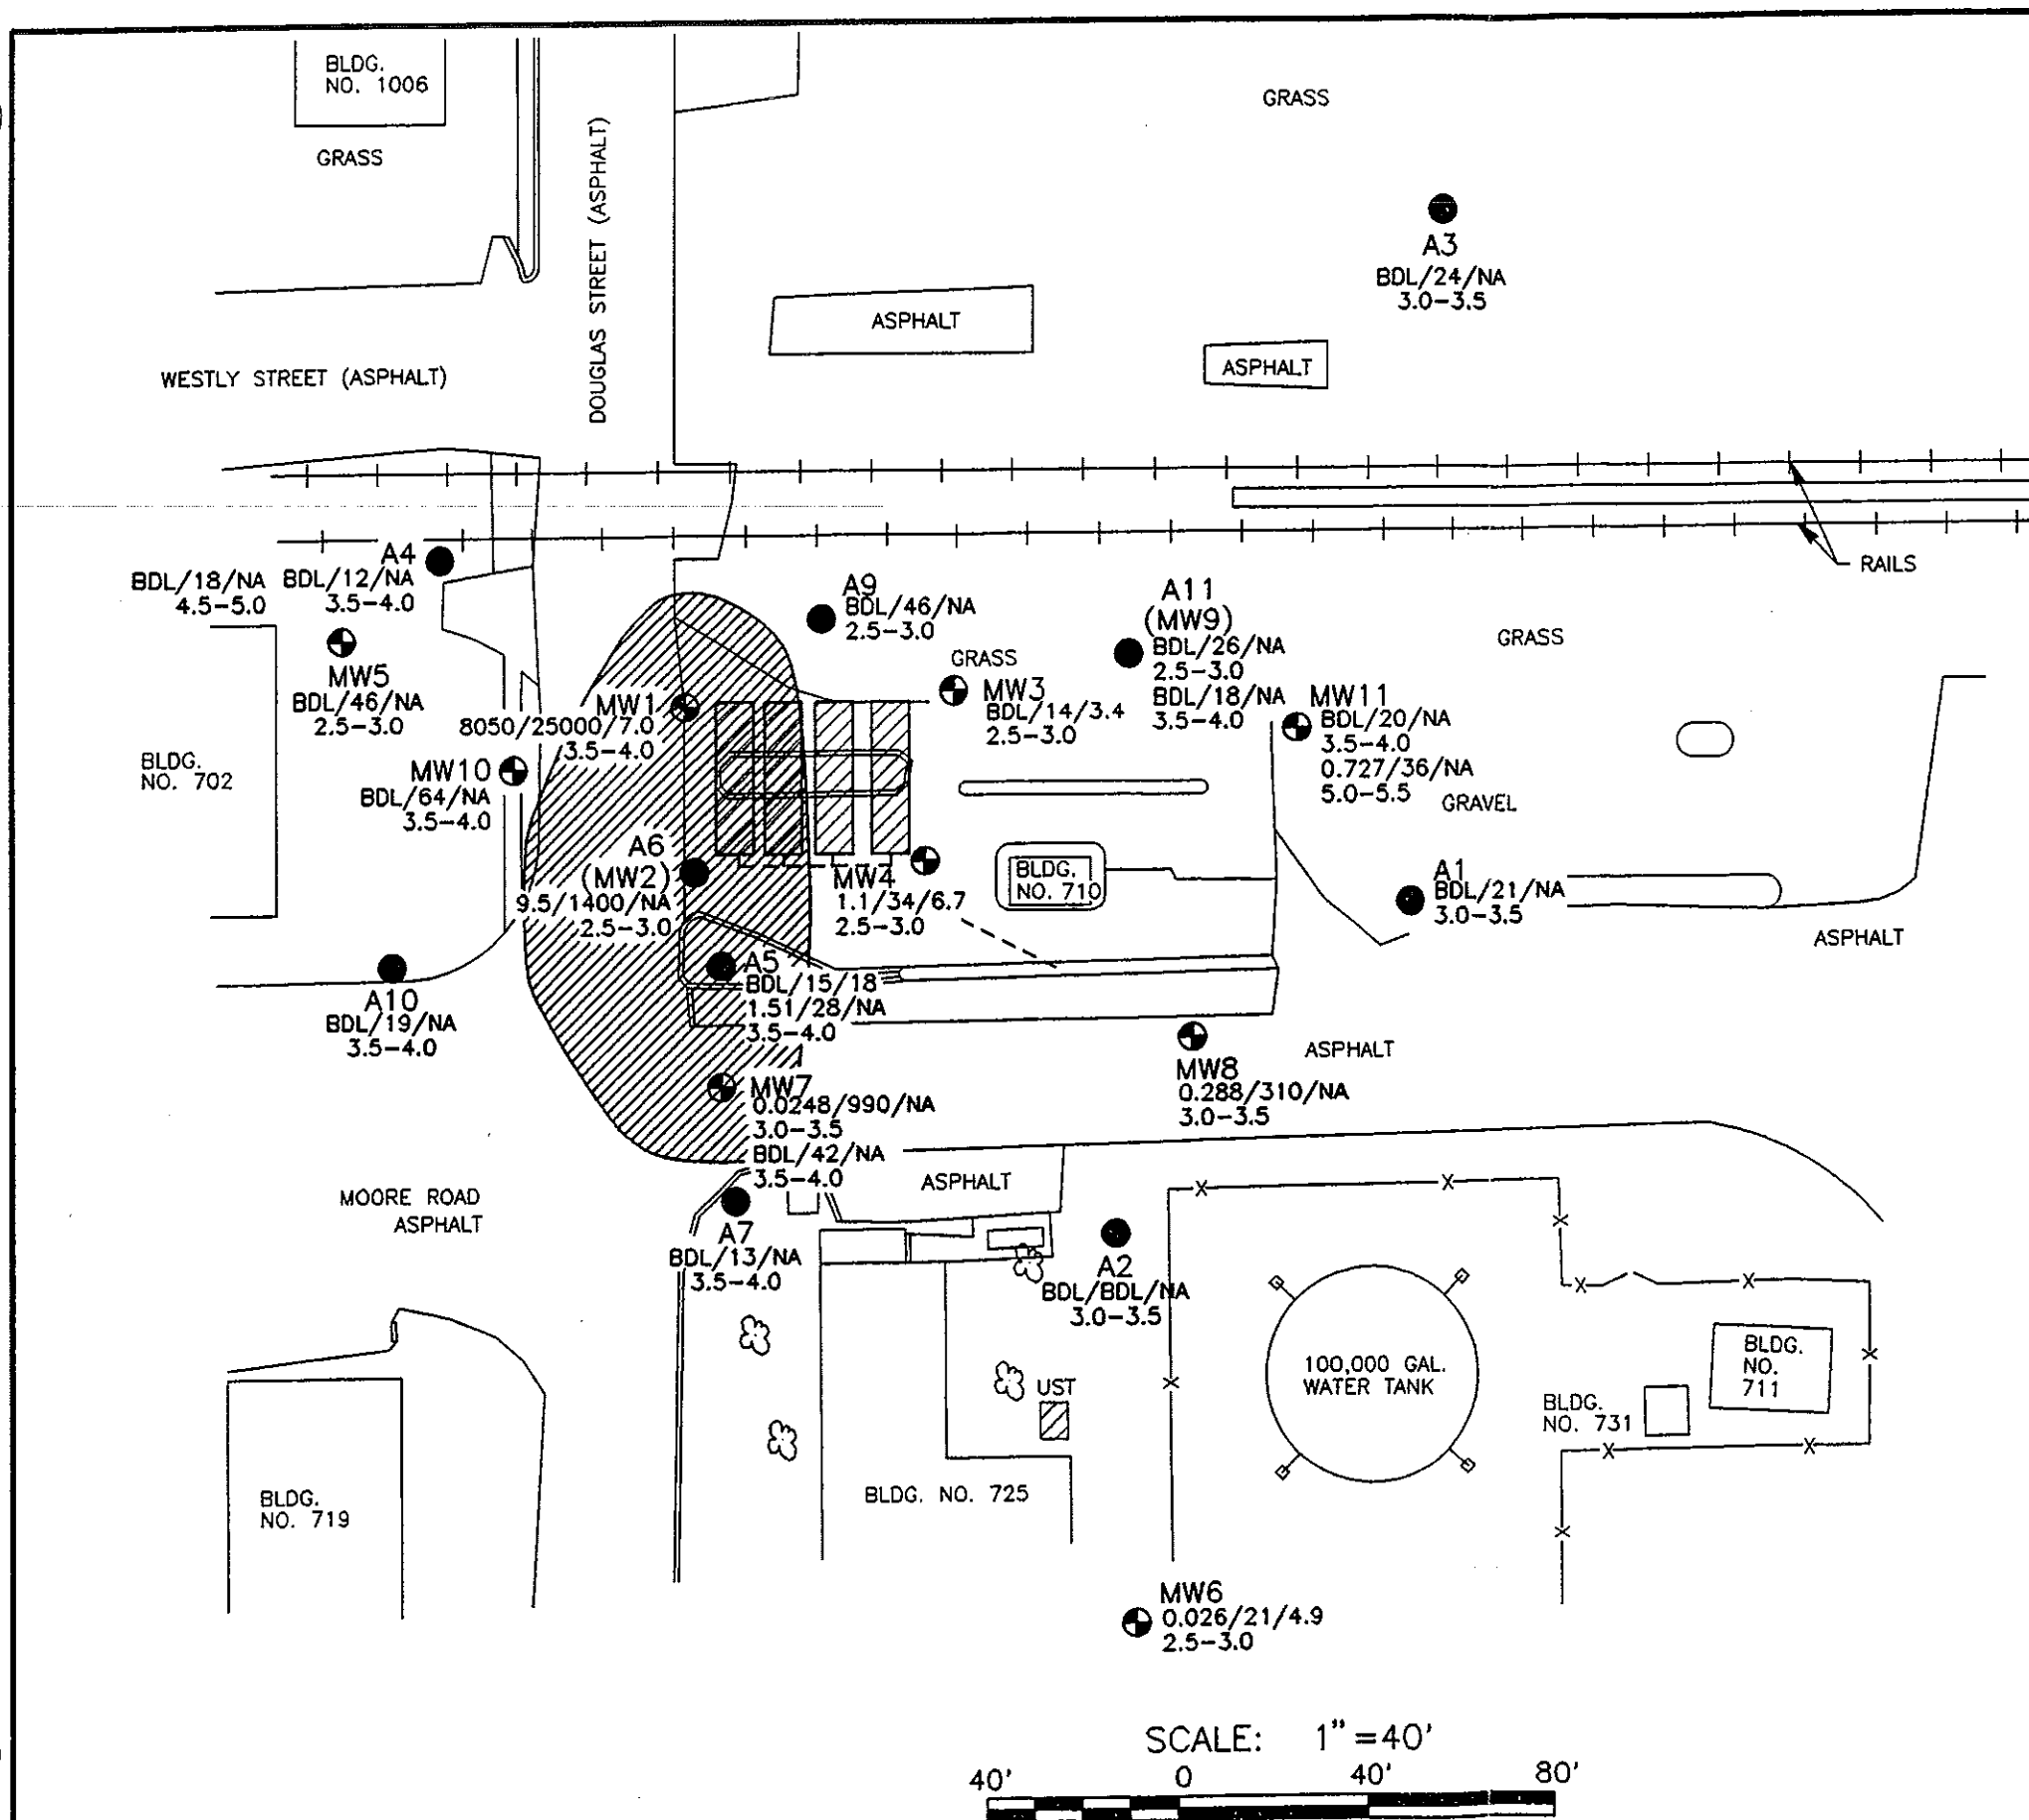 BLDG.
NO. 1006
GRASS
GRASS
DOUGLAS STREET (ASPHALT)
A3
BDL/24/NA
3.0-3.5
ASPHALT
ASPHALT
WESTLY STREET (ASPHALT)
RAILS
A4
BDL/18/NA
4.5-5.0
BDL/12/NA
3.5-4.0
A9
BDL/46/NA
2.5-3.0
A11
(MW9)
BDL/26/NA
2.5-3.0
BDL/18/NA
3.5-4.0
GRASS
GRASS
MW5
BDL/46/NA
2.5-3.0
MW1
8050/25000/7.0
3.5-4.0
MW3
BDL/14/3.4
2.5-3.0
MW11
BDL/20/NA
3.5-4.0
0.727/36/NA
5.0-5.5
GRAVEL
BLDG.
NO. 702
MW10
BDL/64/NA
3.5-4.0
A6
(MW2)
9.5/1400/NA
2.5-3.0
MW4
1.1/34/6.7
2.5-3.0
BLDG.
NO. 710
A1
BDL/21/NA
3.0-3.5
ASPHALT
A10
BDL/19/NA
3.5-4.0
A5
BDL/15/18
1.51/28/NA
3.5-4.0
ASPHALT
MW8
0.288/310/NA
3.0-3.5
MW7
0.0248/990/NA
3.0-3.5
BDL/42/NA
3.5-4.0
ASPHALT
MOORE ROAD
ASPHALT
A7
BDL/13/NA
3.5-4.0
A2
BDL/BDL/NA
3.0-3.5
100,000 GAL.
WATER TANK
BLDG.
NO.
711
UST
BLDG.
NO. 731
BLDG.
NO. 719
BLDG. NO. 725
MW6
0.026/21/4.9
2.5-3.0
SCALE: 1"=40'
40' 0 40' 80'